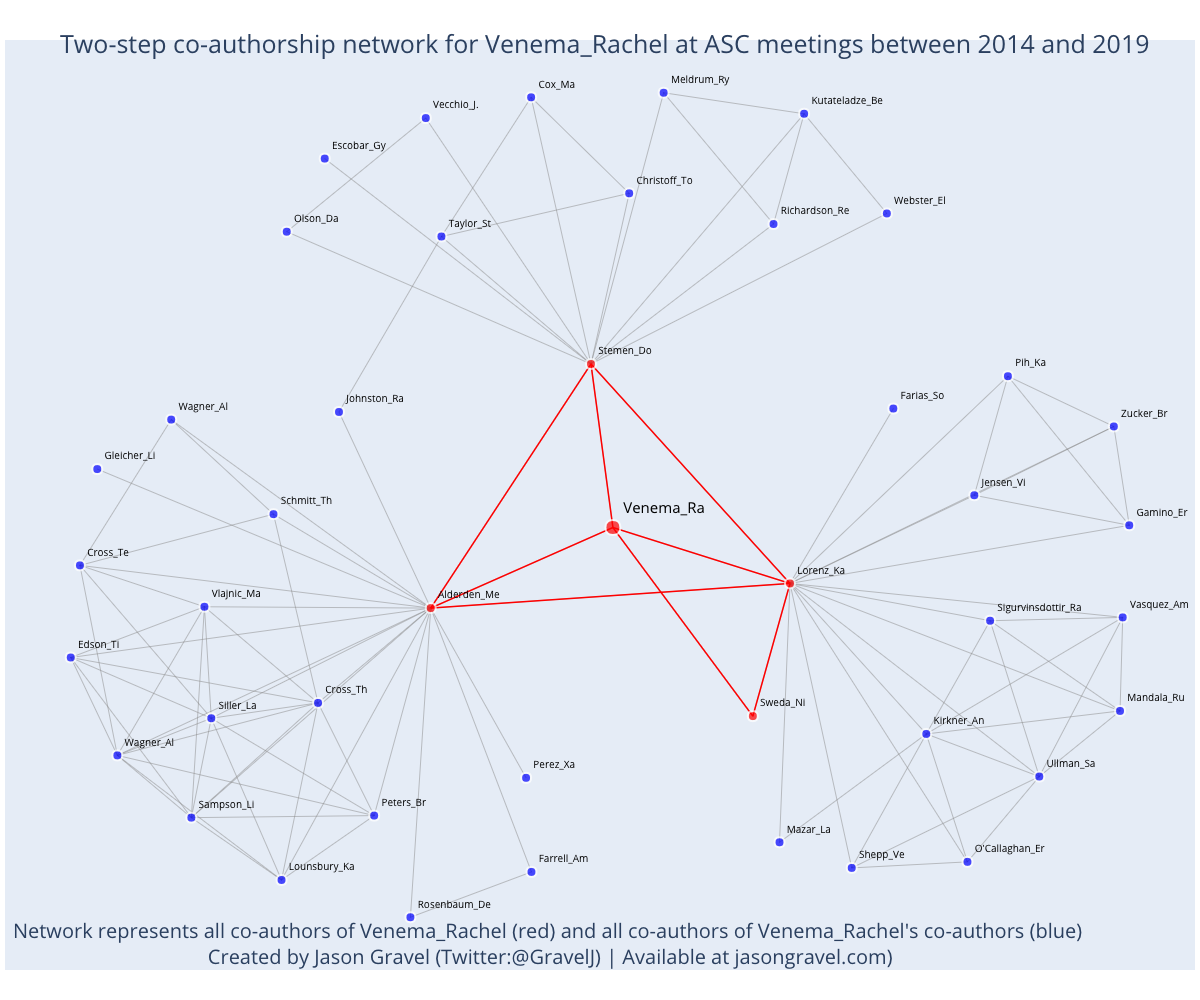 Two-step co-authorship network for Venema_Rachel at ASC meetings between 2014 and 2019
Meldrum_Ry
Cox_Ma
Kutateladze_Be
Vecchio_J.
Escobar_Gy
Christoff_To
Webster_El
Richardson_Re
Olson_Da
Taylor_St
Stemen_Do
Pih_Ka
Farias_So
Johnston_Ra
Wagner_Al
Zucker_Br
Gleicher_Li
Jensen_Vi
Schmitt_Th
Venema_Ra
Gamino_Er
Cross_Te
Lorenz_Ka
Vlajnic_Ma
Alderden_Me
Sigurvinsdottir_Ra
Vasquez_Am
Edson_Ti
Cross_Th
Mandala_Ru
Siller_La
Sweda_Ni
Kirkner_An
Wagner_Al
Perez_Xa
Ullman_Sa
Sampson_Li
Peters_Br
Mazar_La
Shepp_Ve
O'Callaghan_Er
Farrell_Am
Lounsbury_Ka
Rosenbaum_De
Network represents all co-authors of Venema_Rachel (red) and all co-authors of Venema_Rachel's co-authors (blue)
Created by Jason Gravel (Twitter:@GravelJ) | Available at jasongravel.com)